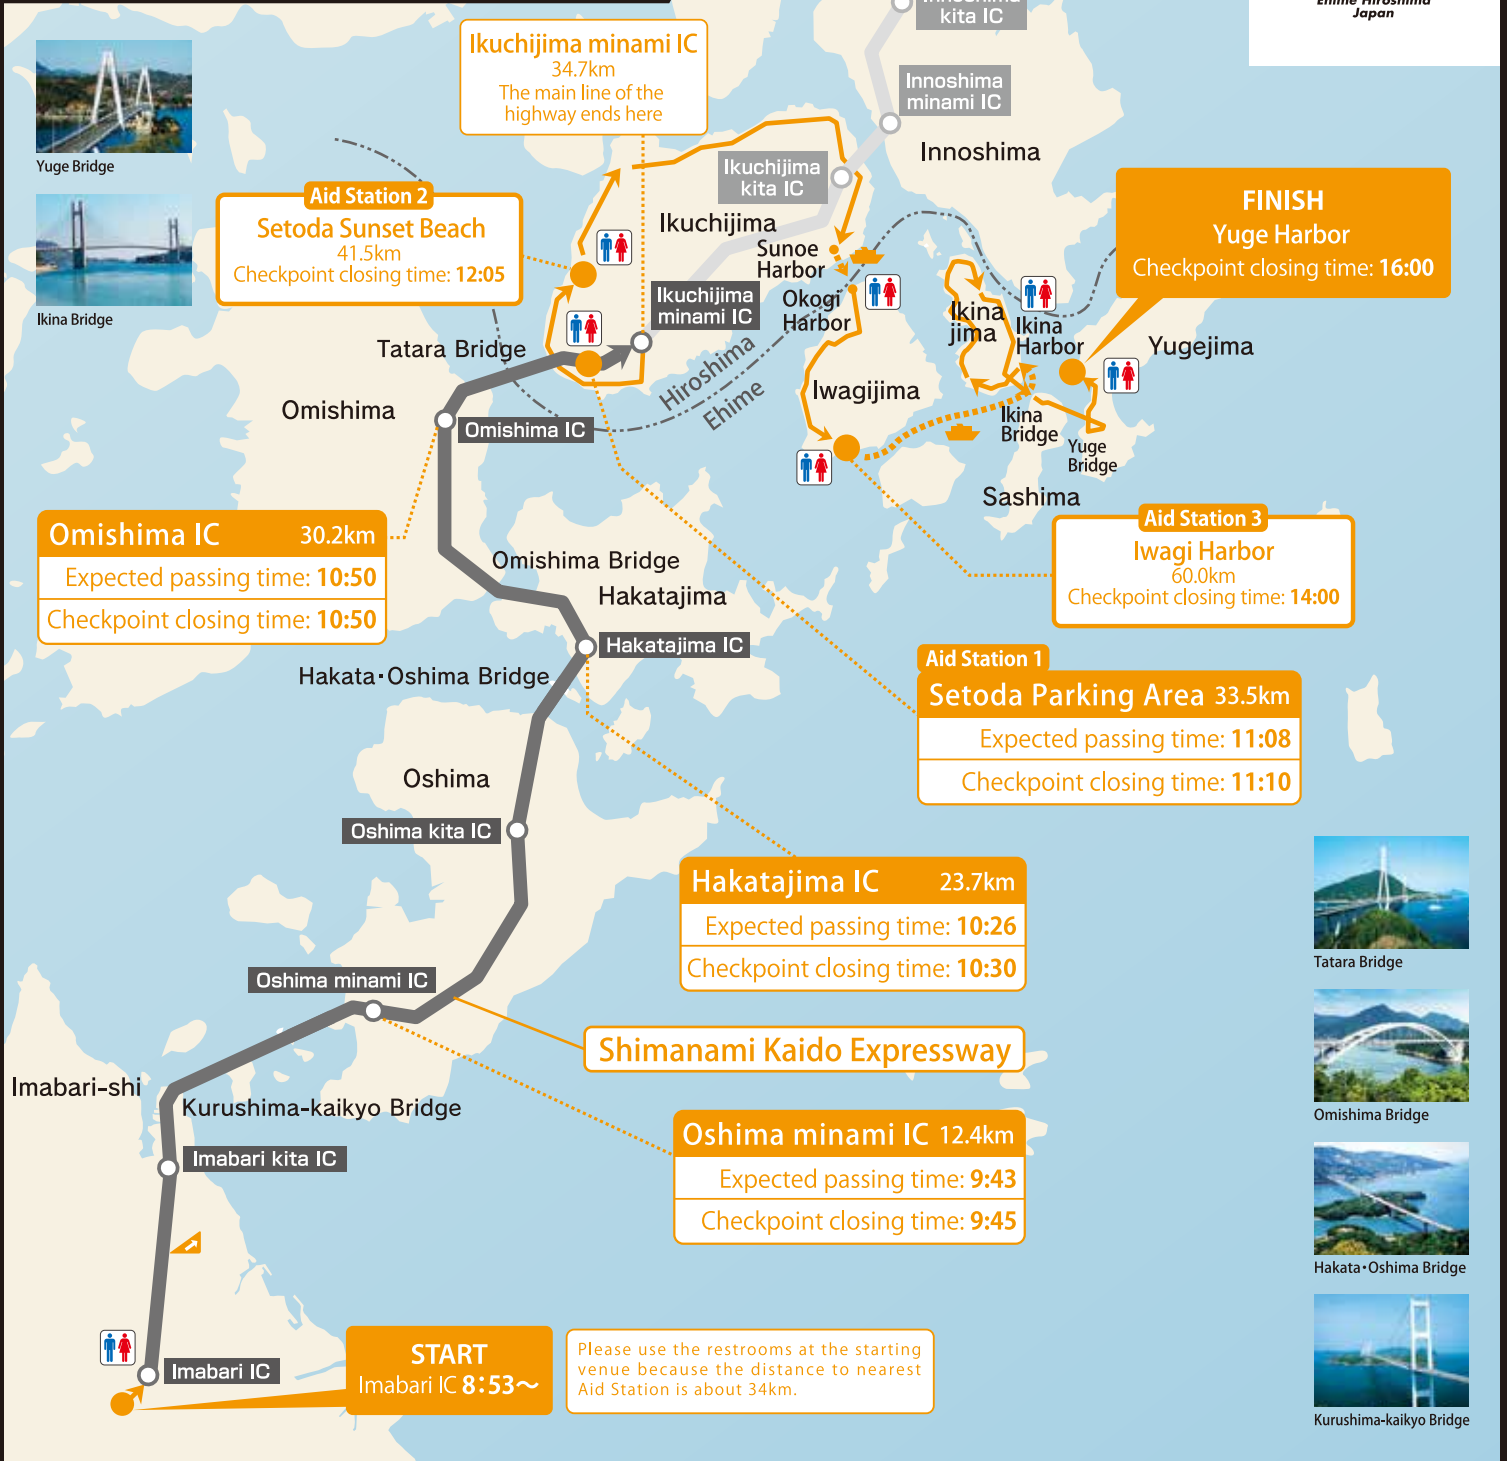 Ehime Hiroshima
Japan
kita IC
Ikuchijima minami IC
34.7km
The main line of the
highway ends here
Innoshima
minami IC
Innoshima
Yuge Bridge
Ikuchijima
kita IC
FINISH
Yuge Harbor
Checkpoint closing time: 16:00
Aid Station 2
Setoda Sunset Beach
41.5km
Checkpoint closing time: 12:05
Ikuchijima
Sunoe
Harbor
Okogi
Harbor
Ikina Bridge
Ikuchijima
minami IC
Ikina
jima
Ikina
Harbor
Yugejima
Tatara Bridge
Hiroshima
Ehime
Iwagijima
Omishima
Omishima IC
Ikina
Bridge
Yuge
Bridge
Sashima
Omishima IC 30.2km
Expected passing time: 10:50
Checkpoint closing time: 10:50
Aid Station 3
Iwagi Harbor
60.0km
Checkpoint closing time: 14:00
Omishima Bridge
Hakatajima
Hakatajima IC
Hakata・Oshima Bridge
Aid Station 1
Setoda Parking Area 33.5km
Expected passing time: 11:08
Checkpoint closing time: 11:10
Oshima
Oshima kita IC
Hakatajima IC 23.7km
Expected passing time: 10:26
Checkpoint closing time: 10:30
Tatara Bridge
Oshima minami IC
Shimanami Kaido Expressway
Imabari-shi
Kurushima-kaikyo Bridge
Omishima Bridge
Oshima minami IC 12.4km
Expected passing time: 9:43
Checkpoint closing time: 9:45
Imabari kita IC
Hakata・Oshima Bridge
START
Imabari IC 8:53～
Imabari IC
Please use the restrooms at the starting
venue because the distance to nearest
Aid Station is about 34km.
Kurushima-kaikyo Bridge